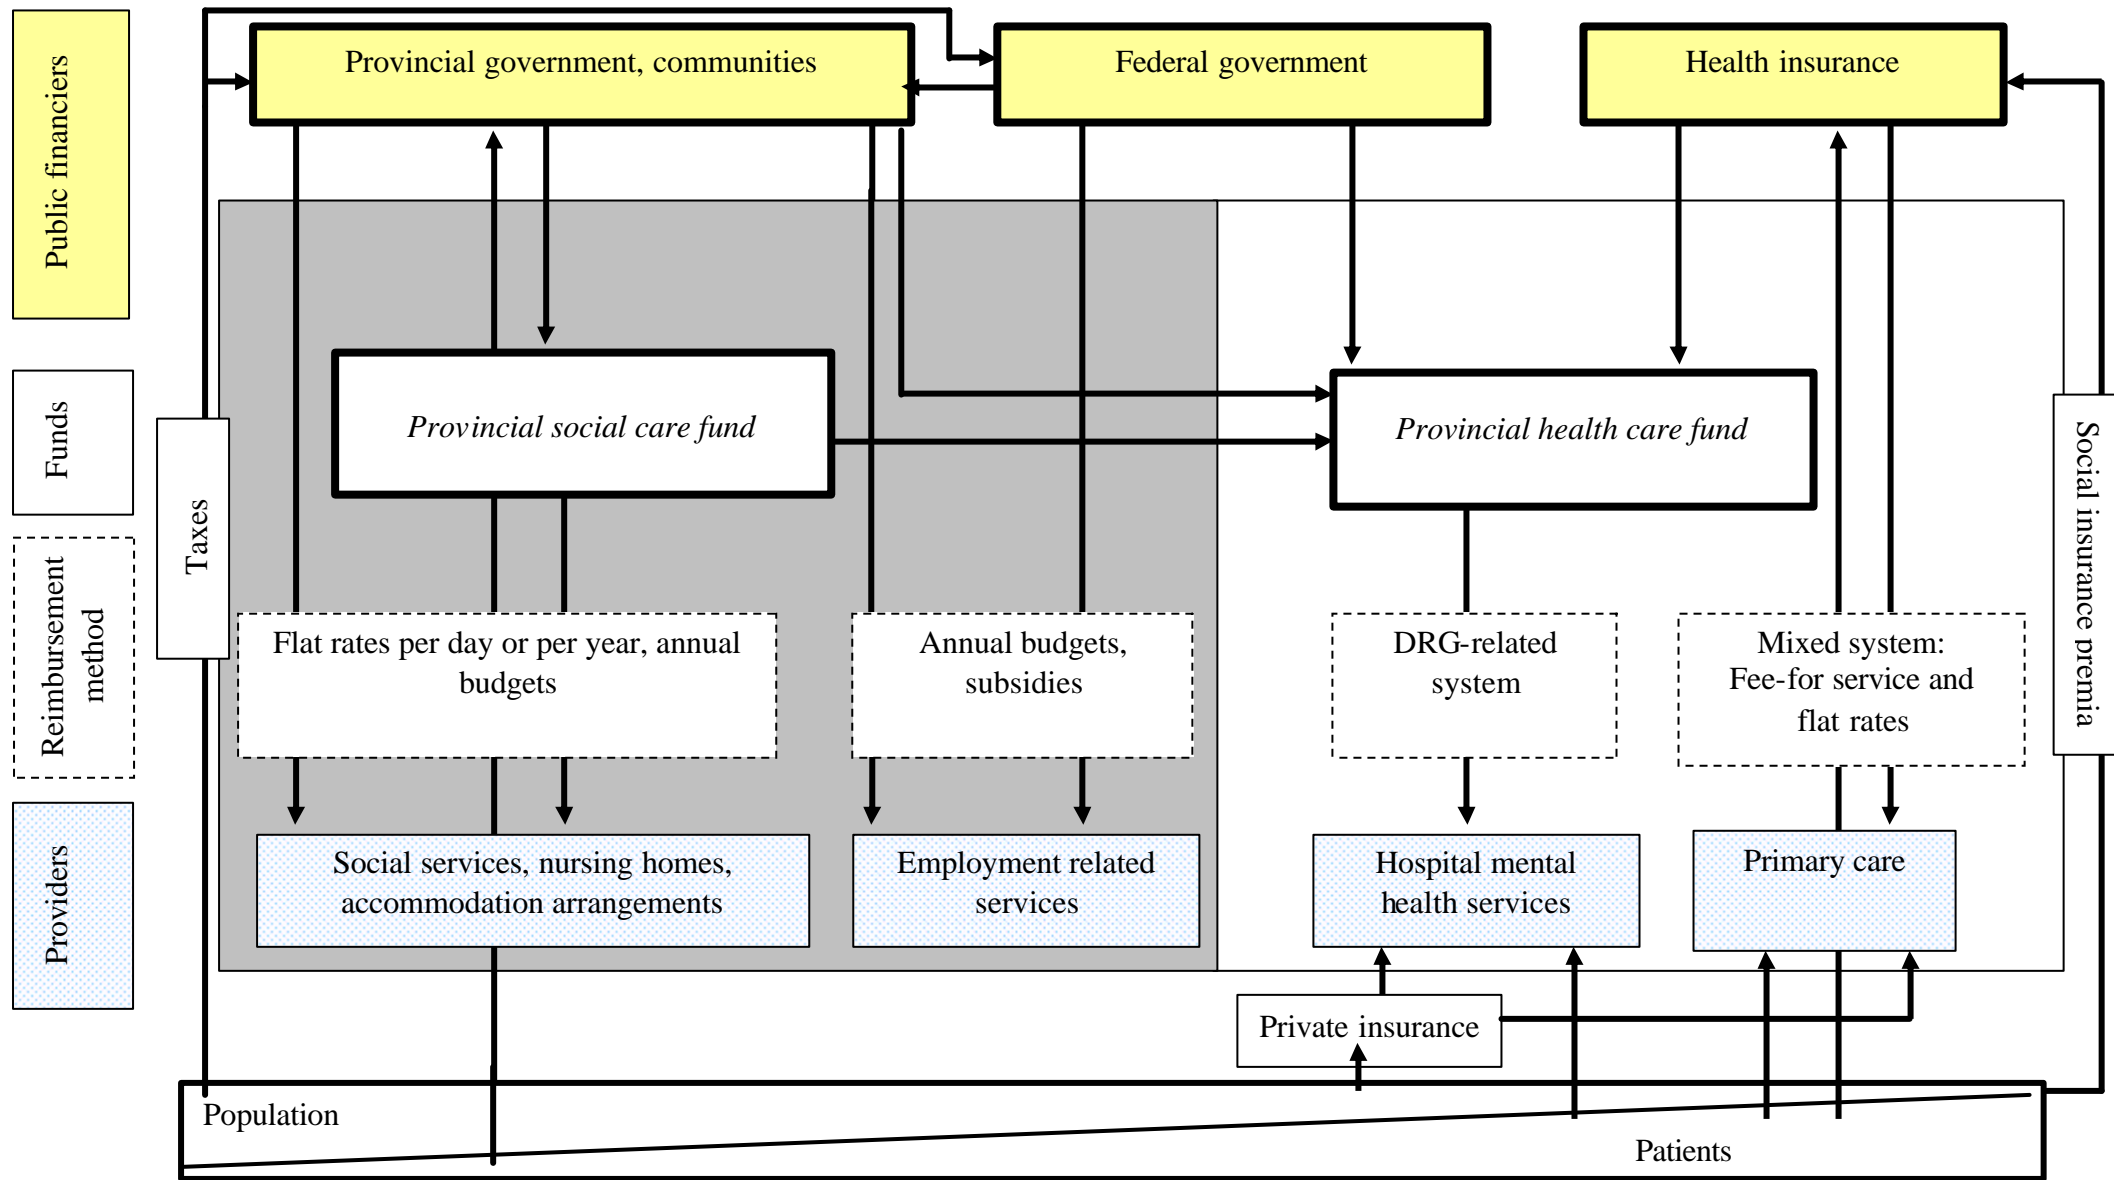 Public financiers
Provincial government, communities
Federal government
Health insurance
Funds
Provincial social care fund
Provincial health care fund
Taxes
Social insurance premia
Reimbursement
method
Flat rates per day or per year, annual
budgets
Annual budgets,
subsidies
DRG-related
system
Mixed system:
Fee-for service and
flat rates
Providers
Social services, nursing homes,
accommodation arrangements
Employment related
services
Hospital mental
health services
Primary care
Private insurance
Population
Patients